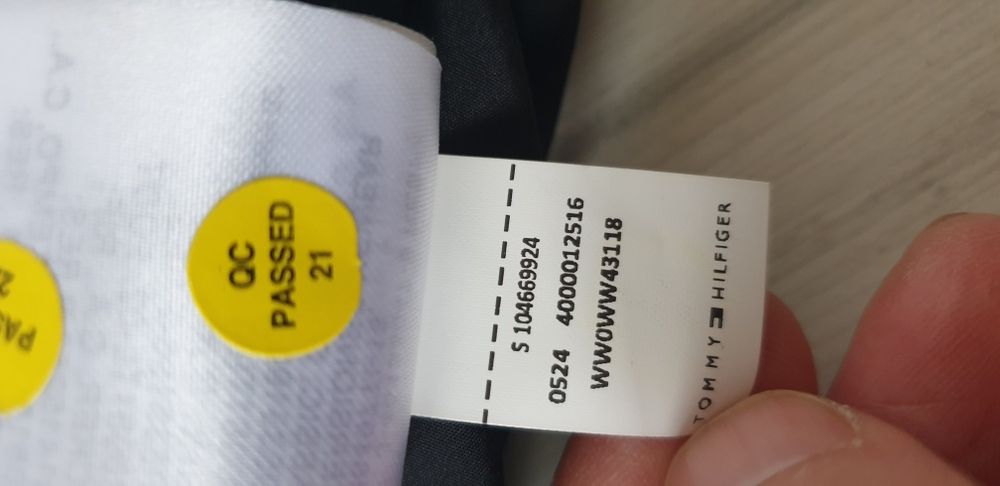 QC
PASSED
21
S 104669924
0524 4000012516
WW0WW43118
TOMMY HILFIGER